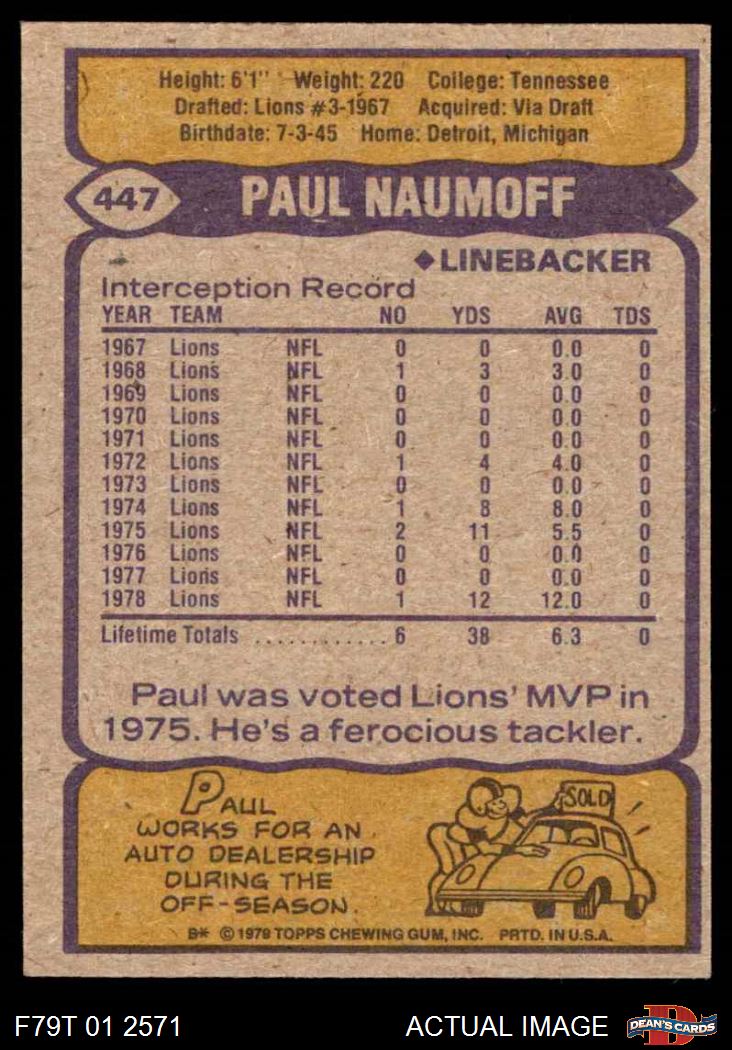 Height: 6'1" Weight: 220 College: Tennessee
Drafted: Lions #3-1967 Acquired: Via Draft
Birthdate: 7-3-45 Home: Detroit, Michigan
447 PAUL NAUMOFF
◆LINEBACKER
Interception Record
YEAR TEAM NO YDS AVG TDS
1967 Lions NFL 0 0 0.0 0
1968 Lions NFL 1 3 3.0 0
1969 Lions NFL 0 0 0.0 0
1970 Lions NFL 0 0 0.0 0
1971 Lions NFL 0 0 0.0 0
1972 Lions NFL 1 4 4.0 0
1973 Lions NFL 0 0 0.0 0
1974 Lions NFL 1 8 8.0 0
1975 Lions NFL 2 11 5.5 0
1976 Lions NFL 0 0 0.0 0
1977 Lions NFL 0 0 0.0 0
1978 Lions NFL 1 12 12.0 0
Lifetime Totals ............ 6 38 6.3 0
Paul was voted Lions' MVP in
1975. He's a ferocious tackler.
PAUL
WORKS FOR AN
AUTO DEALERSHIP
DURING THE
OFF-SEASON.
SOLD
B* © 1979 TOPPS CHEWING GUM, INC. PRTD. IN U.S.A.
F79T 01 2571 ACTUAL IMAGE D DEAN'S CARDS